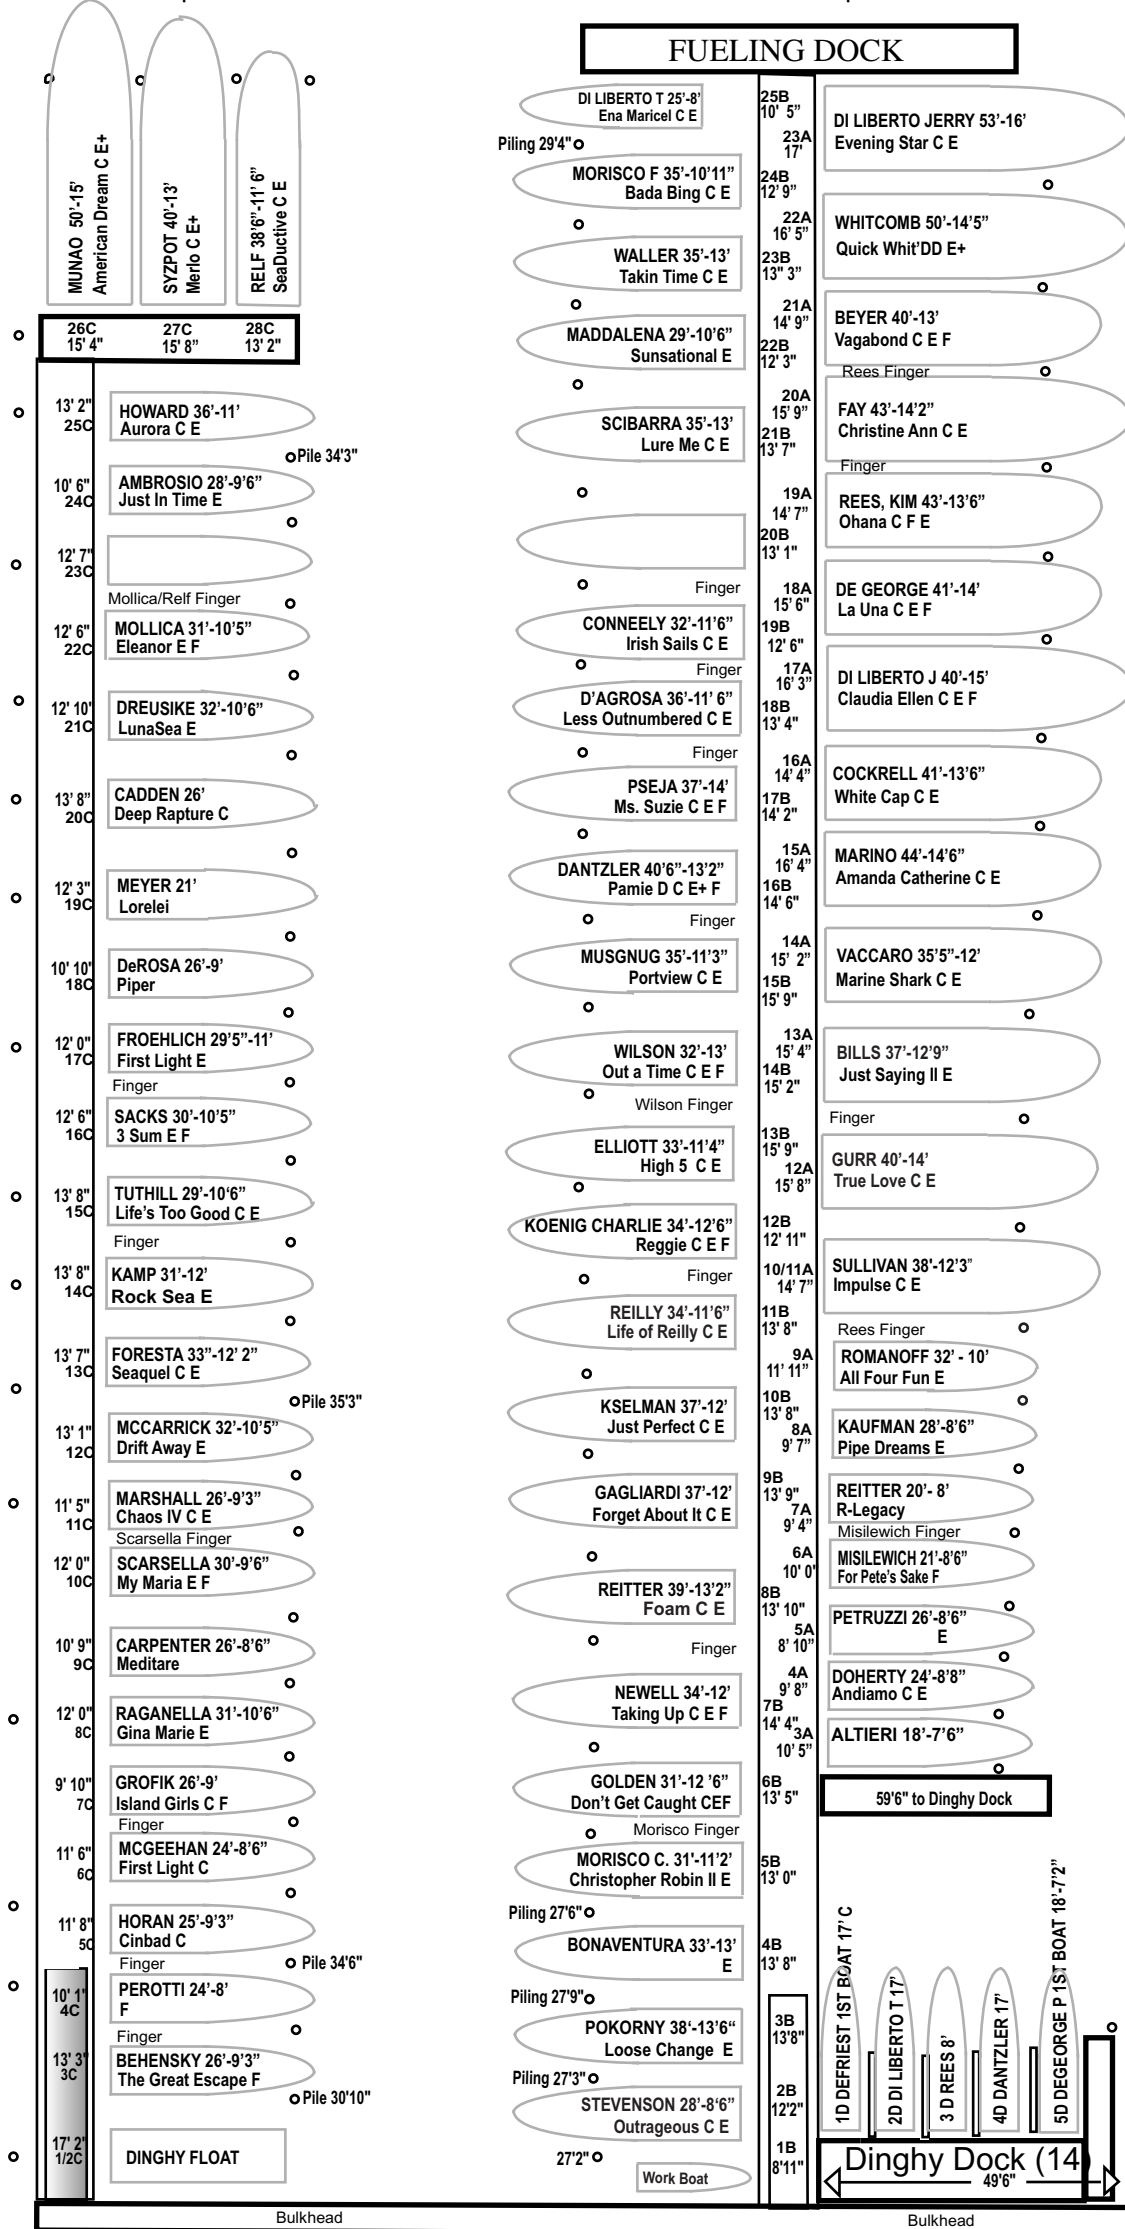 FUELING DOCK
MUNAO 50'-15'
American Dream C E+
SYZPOT 40'-13'
Merlo C E+
RELF 38'6”-11' 6”
SeaDuctive C E
26C
15' 4"
27C
15' 8”
28C
13' 2"
13' 2"
25C
HOWARD 36'-11'
Aurora C E
Pile 34'3"
10' 6"
24C
AMBROSIO 28'-9'6”
Just In Time E
12' 7"
23C
Mollica/Relf Finger
12' 6"
22C
MOLLICA 31'-10'5”
Eleanor E F
12' 10"
21C
DREUSIKE 32'-10'6”
LunaSea E
13' 8”
20C
CADDEN 26'
Deep Rapture C
12' 3"
19C
MEYER 21'
Lorelei
10' 10"
18C
DeROSA 26'-9'
Piper
12' 0"
17C
FROEHLICH 29'5”-11'
First Light E
Finger
12' 6"
16C
SACKS 30'-10'5”
3 Sum E F
13' 8"
15C
TUTHILL 29'-10'6”
Life's Too Good C E
Finger
13' 8"
14C
KAMP 31'-12'
Rock Sea E
13' 7"
13C
FORESTA 33”-12' 2”
Seaquel C E
Pile 35'3"
13' 1"
12C
MCCARRICK 32'-10'5”
Drift Away E
11' 5"
11C
MARSHALL 26'-9'3”
Chaos IV C E
Scarsella Finger
12' 0"
10C
SCARSELLA 30'-9'6”
My Maria E F
10' 9"
9C
CARPENTER 26'-8'6”
Meditare
12' 0"
8C
RAGANELLA 31'-10'6”
Gina Marie E
9' 10"
7C
GROFIK 26'-9'
Island Girls C F
Finger
11' 6"
6C
MCGEEHAN 24'-8'6”
First Light C
11' 8"
5C
HORAN 25'-9'3”
Cinbad C
Finger
Pile 34'6"
10' 1"
4C
PEROTTI 24'-8'
F
Finger
13' 3"
3C
BEHENSKY 26'-9'3”
The Great Escape F
Pile 30'10"
17' 2"
1/2C
DINGHY FLOAT
Bulkhead
DI LIBERTO T 25'-8'
Ena Maricel C E
25B
10' 5”
Piling 29'4"
MORISCO F 35'-10'11”
Bada Bing C E
24B
12' 9”
WALLER 35'-13'
Takin Time C E
23B
13" 3”
MADDALENA 29'-10'6”
Sunsational E
22B
12' 3”
SCIBARRA 35'-13'
Lure Me C E
21B
13' 7"
20B
13' 1"
Finger
CONNEELY 32'-11'6”
Irish Sails C E
19B
12' 6"
Finger
D'AGROSA 36'-11' 6”
Less Outnumbered C E
18B
13' 4"
Finger
PSEJA 37'-14'
Ms. Suzie C E F
17B
14' 2"
DANTZLER 40'6”-13'2”
Pamie D C E+ F
16B
14' 6"
Finger
MUSGNUG 35'-11'3”
Portview C E
15B
15' 9"
WILSON 32'-13'
Out a Time C E F
14B
15' 2"
Wilson Finger
ELLIOTT 33'-11'4”
High 5 C E
13B
15' 9"
KOENIG CHARLIE 34'-12'6”
Reggie C E F
12B
12' 11"
Finger
REILLY 34'-11'6”
Life of Reilly C E
11B
13' 8"
KSELMAN 37'-12'
Just Perfect C E
10B
13' 8"
GAGLIARDI 37'-12'
Forget About It C E
9B
13' 9"
REITTER 39'-13'2”
Foam C E
8B
13' 10"
Finger
NEWELL 34'-12'
Taking Up C E F
7B
14' 4"
GOLDEN 31'-12 '6”
Don't Get Caught CEF
6B
13' 5"
Morisco Finger
MORISCO C. 31'-11'2'
Christopher Robin II E
5B
13' 0"
Piling 27'6"
BONAVENTURA 33'-13'
E
4B
13' 8"
Piling 27'9"
POKORNY 38'-13'6“
Loose Change E
3B
13'8"
Piling 27'3"
STEVENSON 28'-8'6”
Outrageous C E
2B
12'2"
27'2"
Work Boat
1B
8'11"
23A
17'
DI LIBERTO JERRY 53'-16'
Evening Star C E
22A
16' 5”
WHITCOMB 50'-14'5”
Quick Whit'DD E+
21A
14' 9”
BEYER 40'-13'
Vagabond C E F
Rees Finger
20A
15' 9”
FAY 43'-14'2”
Christine Ann C E
Finger
19A
14' 7”
REES, KIM 43'-13'6”
Ohana C F E
18A
15' 6”
DE GEORGE 41'-14'
La Una C E F
17A
16' 3”
DI LIBERTO J 40'-15'
Claudia Ellen C E F
16A
14' 4”
COCKRELL 41'-13'6”
White Cap C E
15A
16' 4”
MARINO 44'-14'6”
Amanda Catherine C E
14A
15' 2”
VACCARO 35'5”-12'
Marine Shark C E
13A
15' 4”
BILLS 37'-12'9”
Just Saying II E
Finger
12A
15' 8”
GURR 40'-14'
True Love C E
10/11A
14' 7”
SULLIVAN 38'-12'3"
Impulse C E
Rees Finger
9A
11' 11”
ROMANOFF 32' - 10'
All Four Fun E
8A
9' 7”
KAUFMAN 28'-8'6”
Pipe Dreams E
7A
9' 4”
REITTER 20'- 8'
R-Legacy
Misilewich Finger
6A
10' 0'
MISILEWICH 21'-8'6”
For Pete's Sake F
5A
8' 10”
PETRUZZI 26'-8'6”
E
4A
9' 8”
DOHERTY 24'-8'8”
Andiamo C E
3A
10' 5”
ALTIERI 18'-7'6”
59'6" to Dinghy Dock
1D DEFRIEST 1ST BOAT 17' C
2D DI LIBERTO T 17'
3 D REES 8'
4D DANTZLER 17'
5D DEGEORGE P 1ST BOAT 18'-7'2”
Dinghy Dock (14)
49'6"
Bulkhead